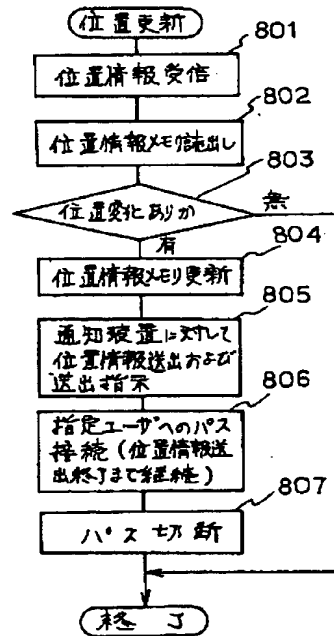 位置更新
801
位置情報受信
802
位置情報メモリ読出し
803
位置変化ありか
無
有
804
位置情報メモリ更新
805
通知装置に対して
位置情報送出および
送出指示
806
指定ユーザへのパス
接続(位置情報送
出終了まで継続)
807
パス切断
終了